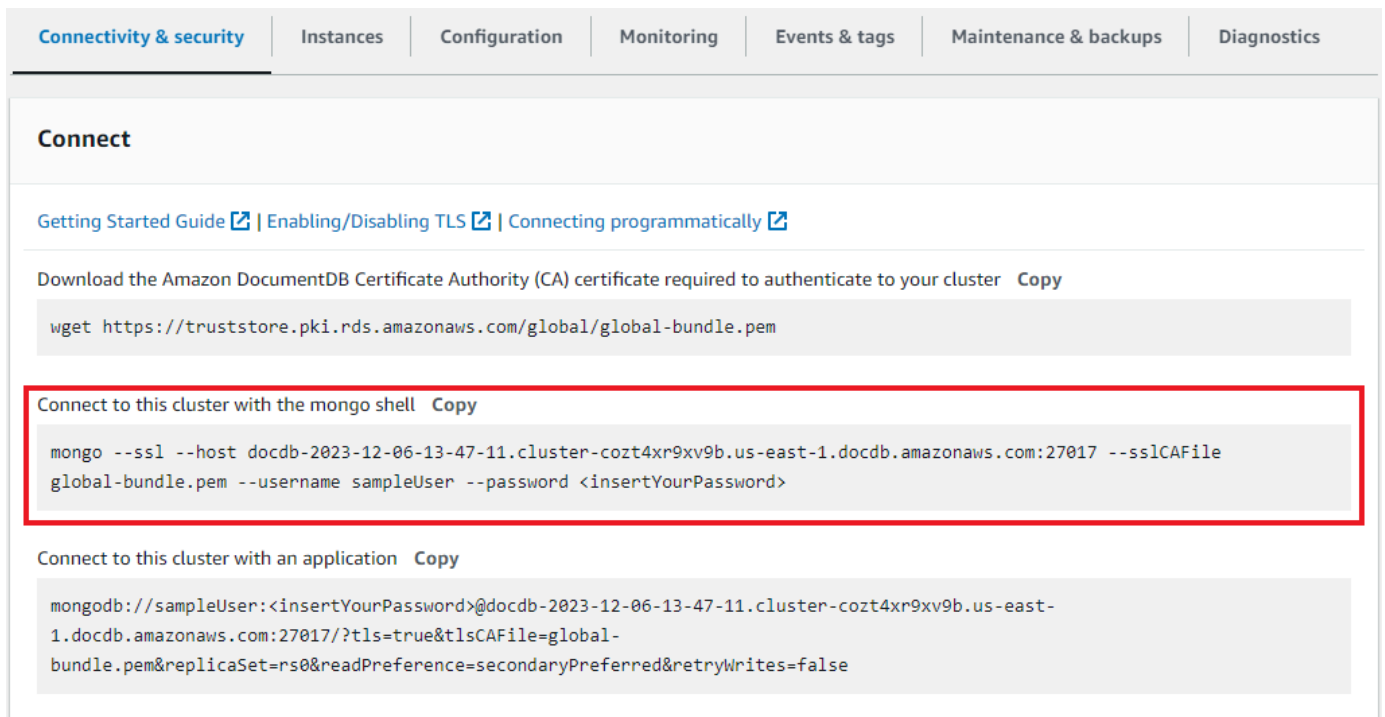 Connectivity & security Instances Configuration Monitoring Events & tags Maintenance & backups Diagnostics
Connect
Getting Started Guide | Enabling/Disabling TLS | Connecting programmatically
Download the Amazon DocumentDB Certificate Authority (CA) certificate required to authenticate to your cluster Copy
wget https://truststore.pki.rds.amazonaws.com/global/global-bundle.pem
Connect to this cluster with the mongo shell Copy
mongo --ssl --host docdb-2023-12-06-13-47-11.cluster-cozt4xr9xv9b.us-east-1.docdb.amazonaws.com:27017 --sslCAFile
global-bundle.pem --username sampleUser --password <insertYourPassword>
Connect to this cluster with an application Copy
mongodb://sampleUser:<insertYourPassword>@docdb-2023-12-06-13-47-11.cluster-cozt4xr9xv9b.us-east-
1.docdb.amazonaws.com:27017/?tls=true&tlsCAFile=global-
bundle.pem&replicaSet=rs0&readPreference=secondaryPreferred&retryWrites=false